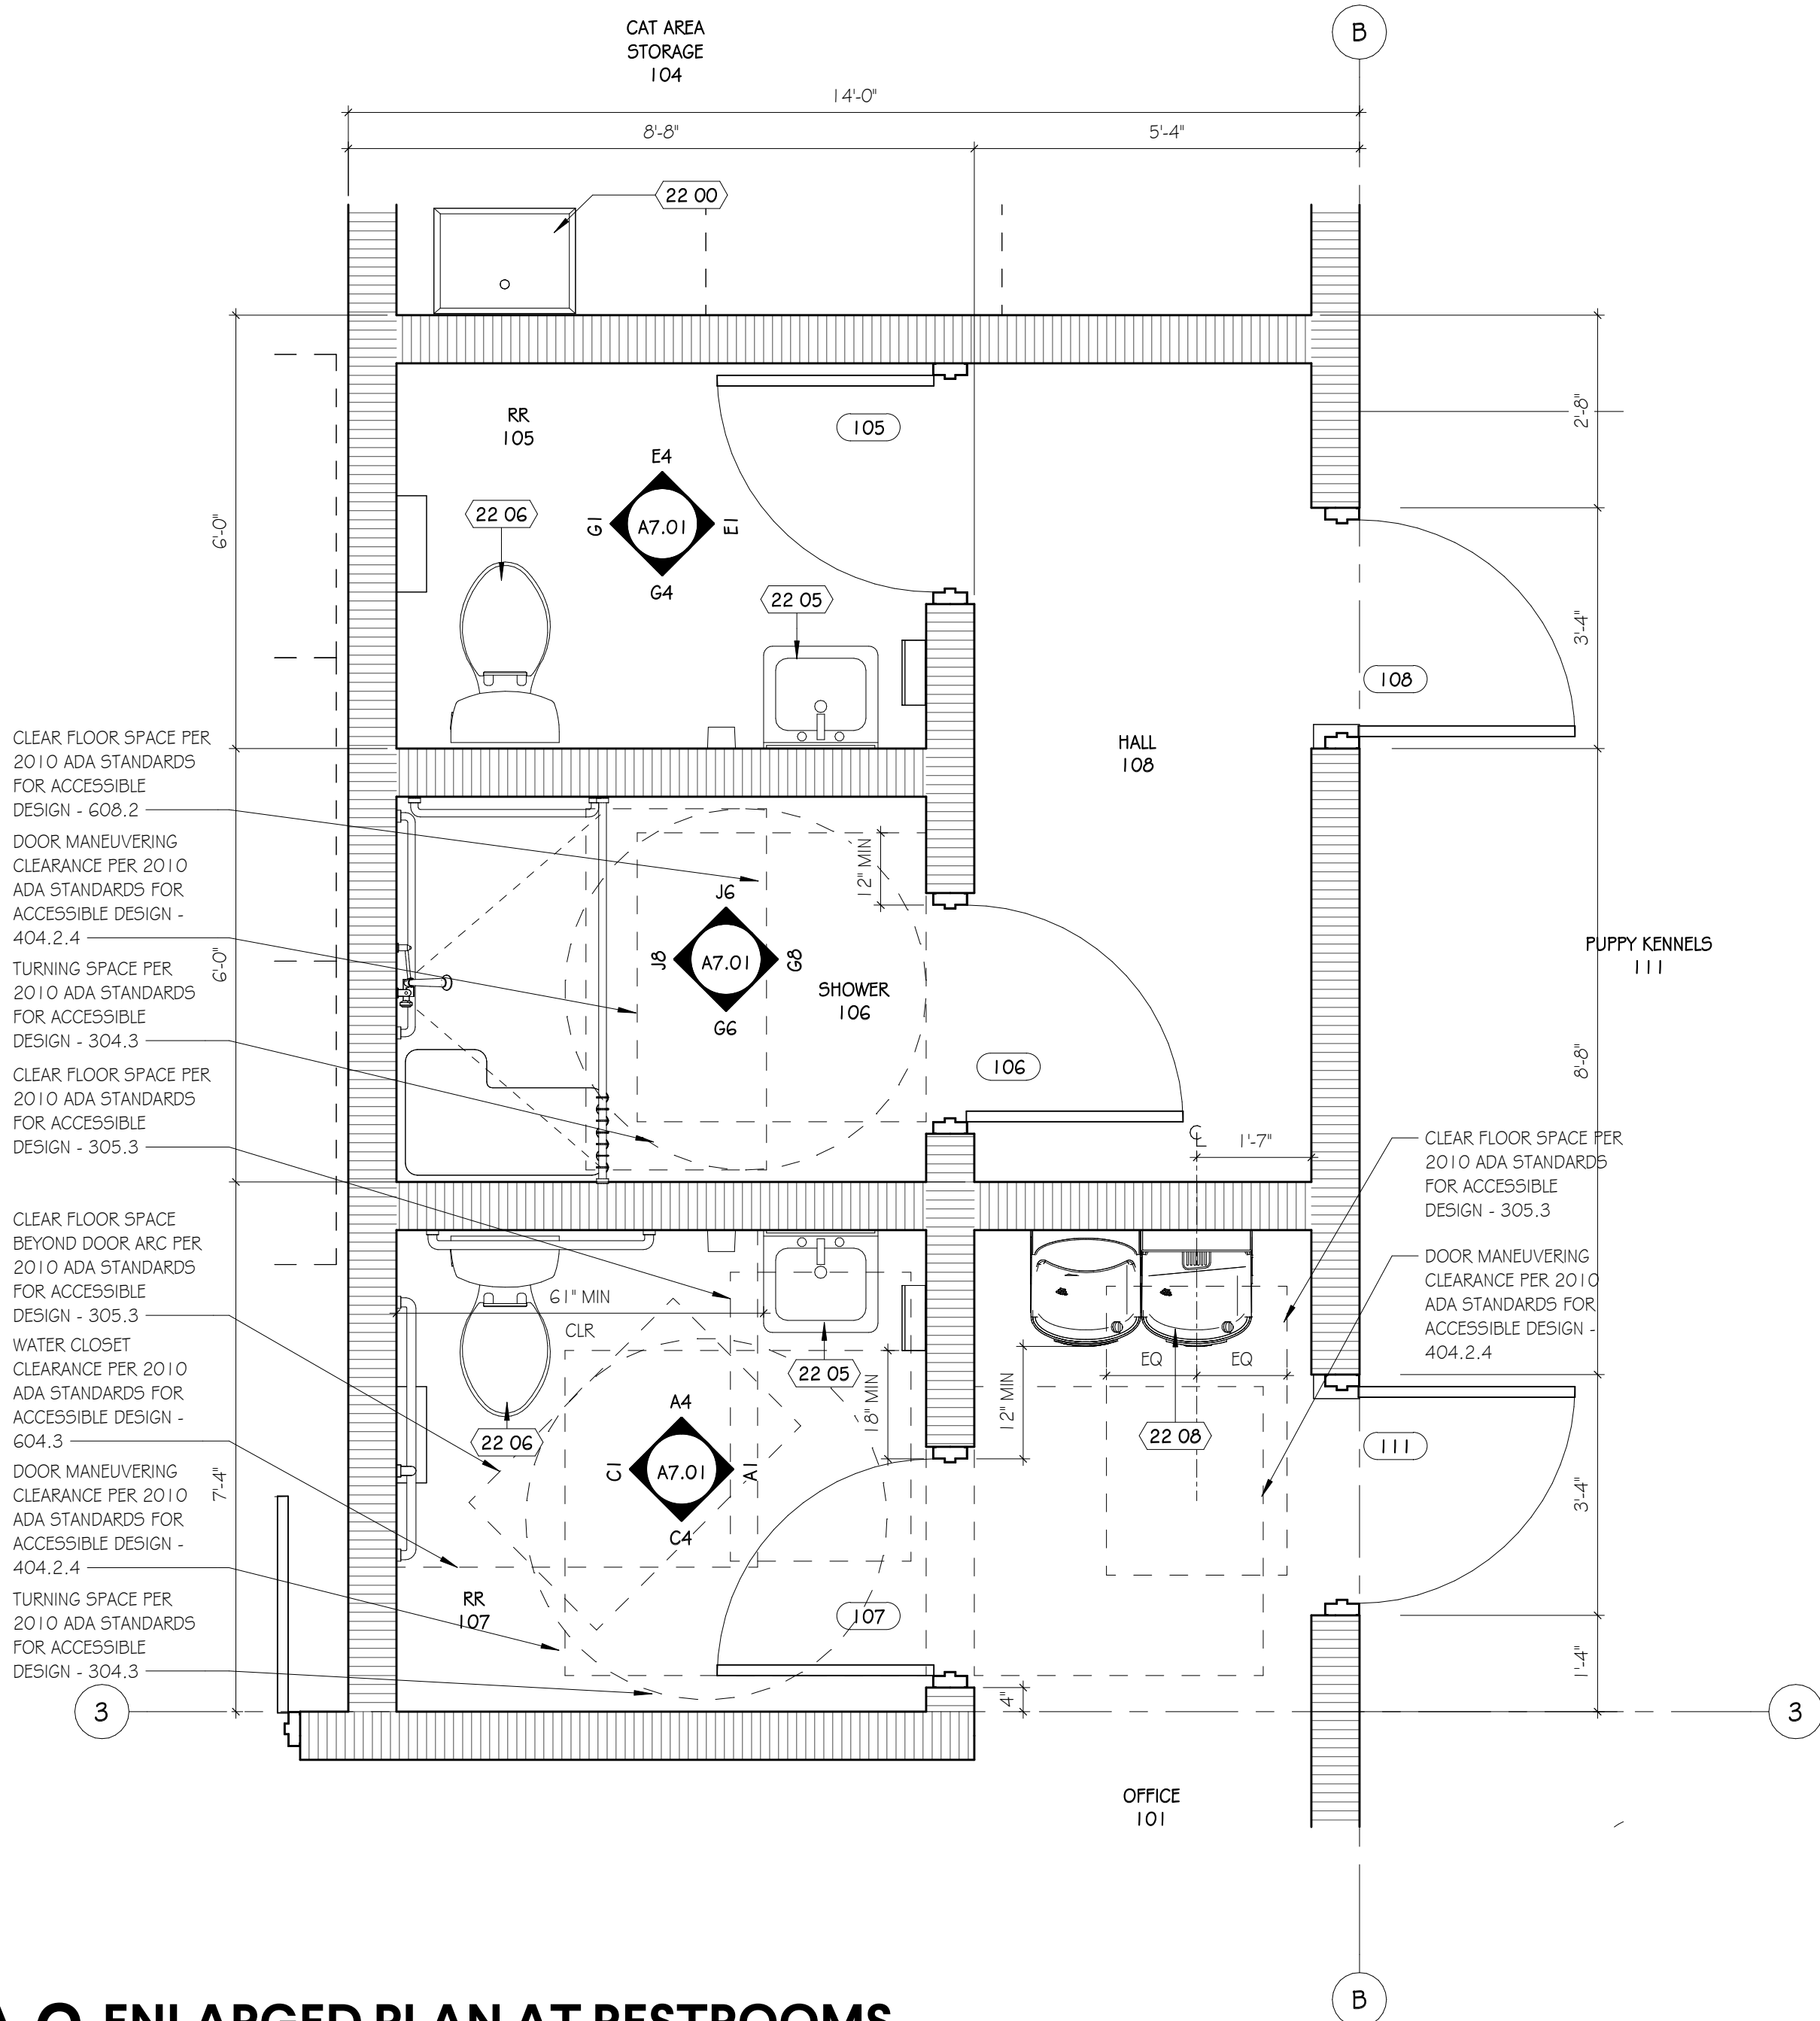 CAT AREA
STORAGE
104
B
14'-0"
8'-8"
5'-4"
22 00
RR
105
105
E4
G1
A7.01
E1
G4
22 06
22 05
6'-0"
2'-8"
3'-4"
108
HALL
108
CLEAR FLOOR SPACE PER
2010 ADA STANDARDS
FOR ACCESSIBLE
DESIGN - 608.2
DOOR MANEUVERING
CLEARANCE PER 2010
ADA STANDARDS FOR
ACCESSIBLE DESIGN -
404.2.4
TURNING SPACE PER
2010 ADA STANDARDS
FOR ACCESSIBLE
DESIGN - 304.3
CLEAR FLOOR SPACE PER
2010 ADA STANDARDS
FOR ACCESSIBLE
DESIGN - 305.3
CLEAR FLOOR SPACE
BEYOND DOOR ARC PER
2010 ADA STANDARDS
FOR ACCESSIBLE
DESIGN - 305.3
WATER CLOSET
CLEARANCE PER 2010
ADA STANDARDS FOR
ACCESSIBLE DESIGN -
604.3
DOOR MANEUVERING
CLEARANCE PER 2010
ADA STANDARDS FOR
ACCESSIBLE DESIGN -
404.2.4
TURNING SPACE PER
2010 ADA STANDARDS
FOR ACCESSIBLE
DESIGN - 304.3
6'-0"
12" MIN
J6
J8
A7.01
G8
G6
SHOWER
106
106
PUPPY KENNELS
111
8'-8"
CL
1'-7"
CLEAR FLOOR SPACE PER
2010 ADA STANDARDS
FOR ACCESSIBLE
DESIGN - 305.3
DOOR MANEUVERING
CLEARANCE PER 2010
ADA STANDARDS FOR
ACCESSIBLE DESIGN -
404.2.4
61" MIN
CLR
22 05
18" MIN
12" MIN
EQ
EQ
22 06
22 08
A4
C1
A7.01
A1
C4
111
7'-4"
3'-4"
RR
107
107
1'-4"
4"
3
3
OFFICE
101
B
ENLARGED PLAN AT RESTROOMS